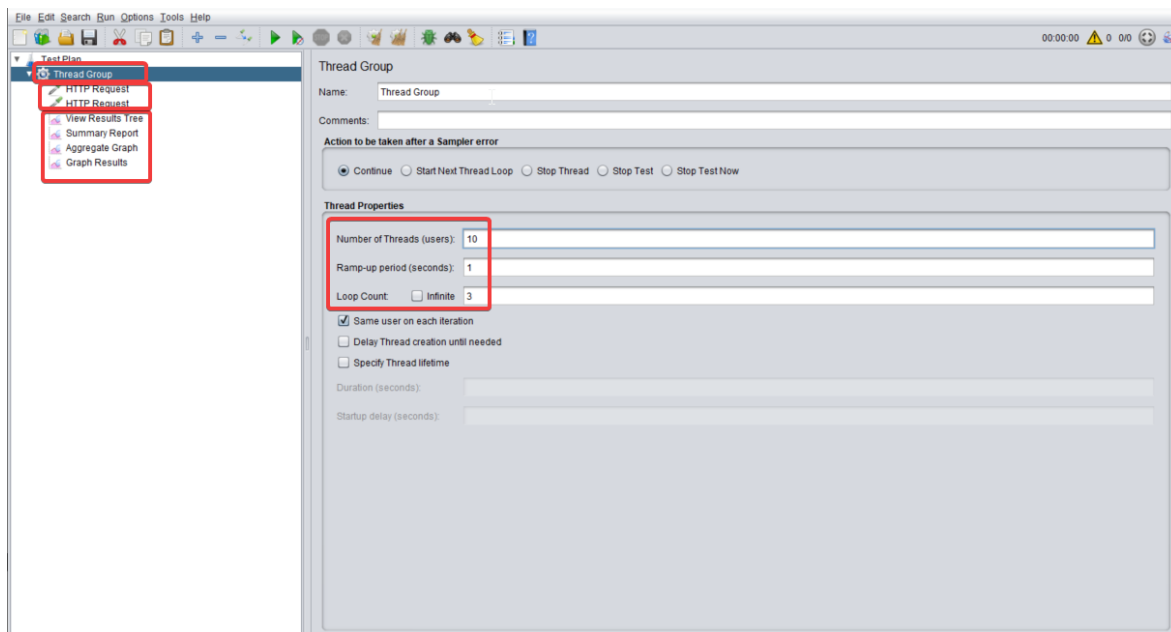 File Edit Search Run Options Tools Help
00:00:00 0 0/0
Test Plan
Thread Group
HTTP Request
HTTP Request
View Results Tree
Summary Report
Aggregate Graph
Graph Results
Thread Group
Name: Thread Group
Comments:
Action to be taken after a Sampler error
Continue Start Next Thread Loop Stop Thread Stop Test Stop Test Now
Thread Properties
Number of Threads (users): 10
Ramp-up period (seconds): 1
Loop Count: Infinite 3
Same user on each iteration
Delay Thread creation until needed
Specify Thread lifetime
Duration (seconds):
Startup delay (seconds):